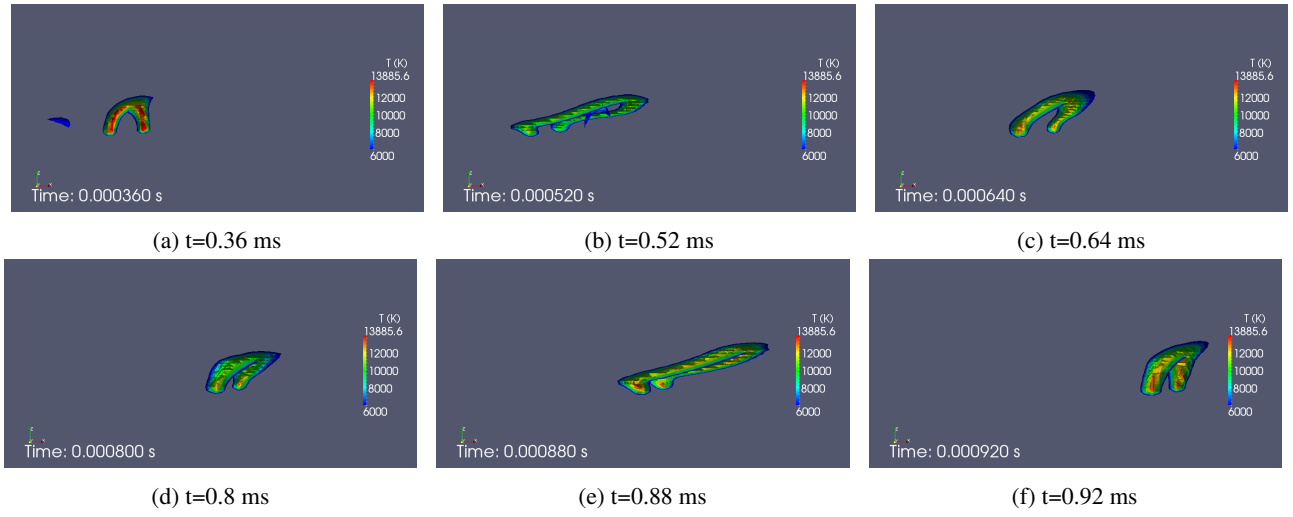 T (K)
13885.6
12000
10000
8000
6000
Time: 0.000360 s
(a) t=0.36 ms
T (K)
13885.6
12000
10000
8000
6000
Time: 0.000520 s
(b) t=0.52 ms
T (K)
13885.6
12000
10000
8000
6000
Time: 0.000640 s
(c) t=0.64 ms
T (K)
13885.6
12000
10000
8000
6000
Time: 0.000800 s
(d) t=0.8 ms
T (K)
13885.6
12000
10000
8000
6000
Time: 0.000880 s
(e) t=0.88 ms
T (K)
13885.6
12000
10000
8000
6000
Time: 0.000920 s
(f) t=0.92 ms